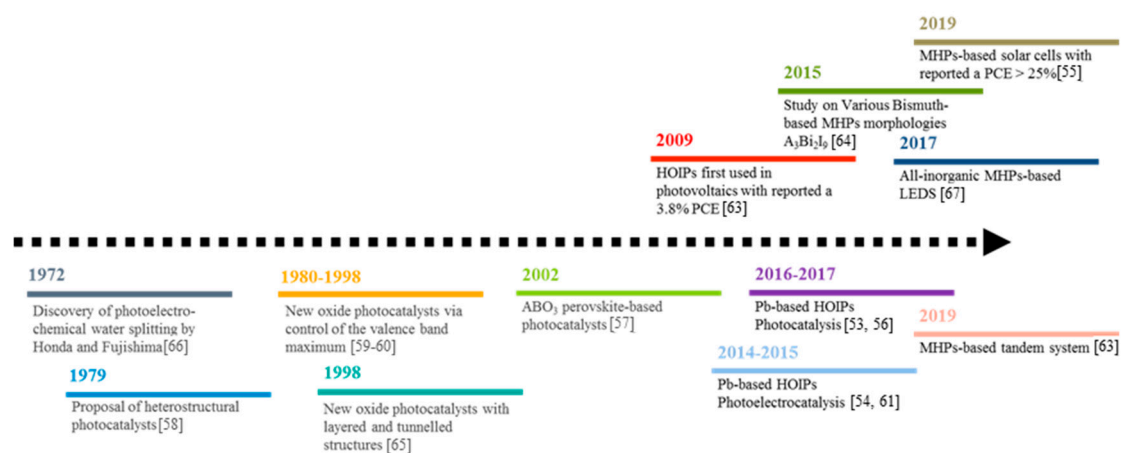 2019
MHPs-based solar cells with
reported a PCE > 25%[55]
2015
Study on Various Bismuth-
based MHPs morphologies
A₃Bi₂I₉ [64]
2009
HOIPs first used in
photovoltaics with reported a
3.8% PCE [63]
2017
All-inorganic MHPs-based
LEDS [67]
1972
Discovery of photoelectro-
chemical water splitting by
Honda and Fujishima[66]
1979
Proposal of heterostructural
photocatalysts[58]
1980-1998
New oxide photocatalysts via
control of the valence band
maximum [59-60]
1998
New oxide photocatalysts with
layered and tunnelled
structures [65]
2002
ABO₃ perovskite-based
photocatalysts [57]
2016-2017
Pb-based HOIPs
Photocatalysis [53, 56]
2014-2015
Pb-based HOIPs
Photoelectrocatalysis [54, 61]
2019
MHPs-based tandem system [63]